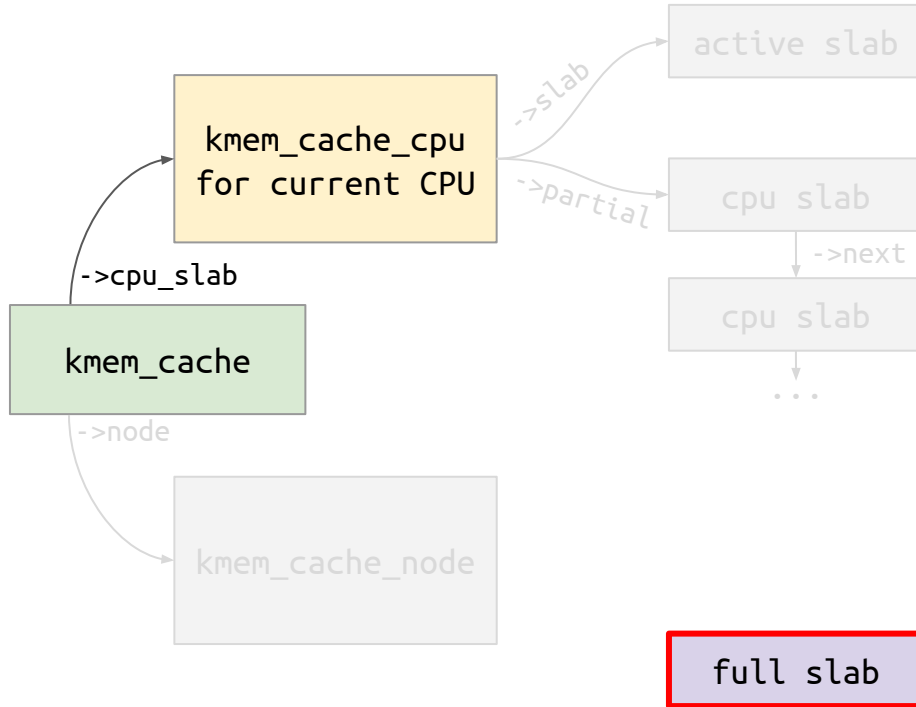 active slab
->slab
kmem_cache_cpu
for current CPU
->partial
cpu slab
->next
->cpu_slab
cpu slab
kmem_cache
...
->node
kmem_cache_node
full slab